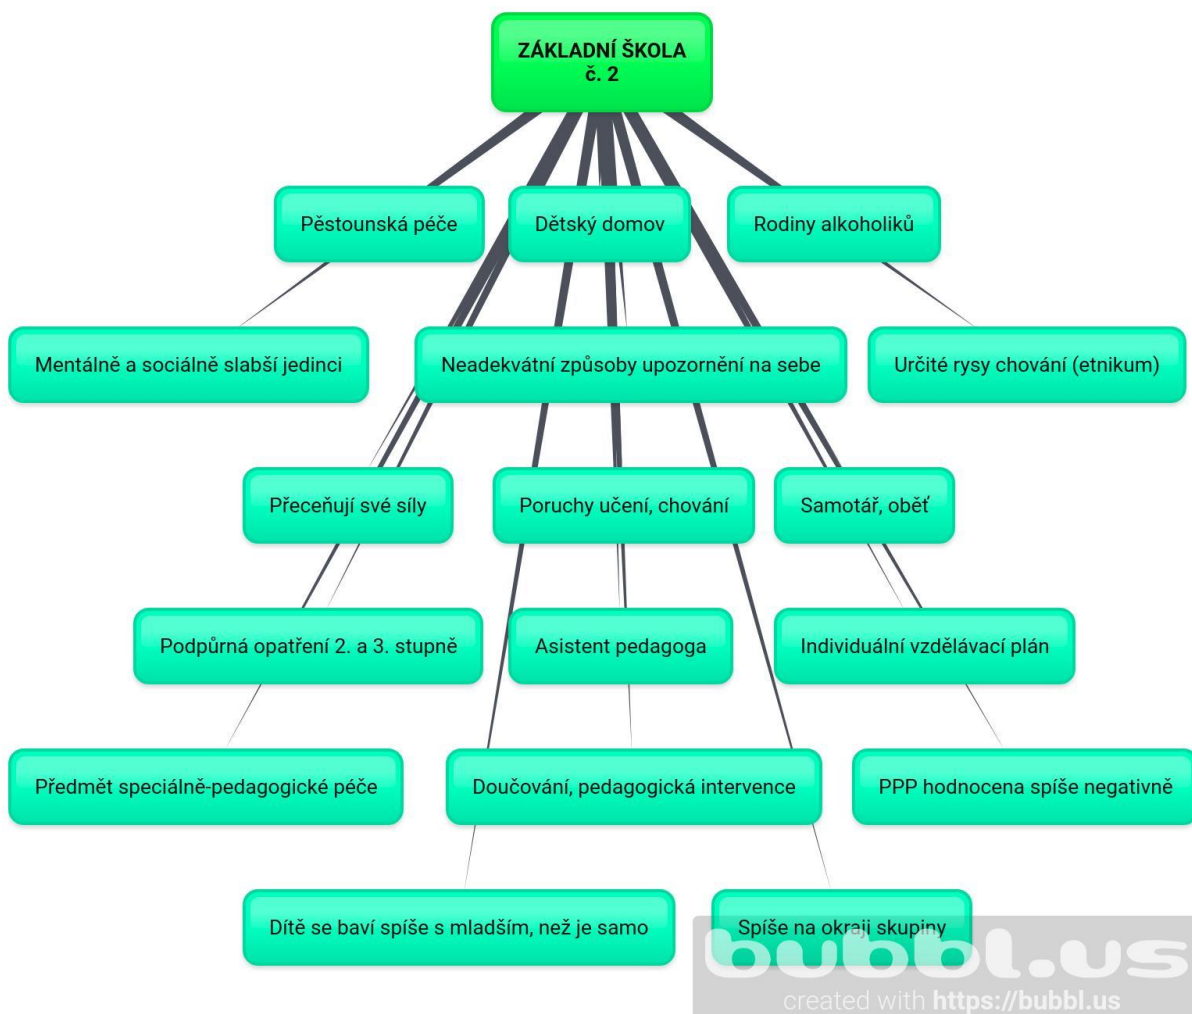 ZÁKLADNÍ ŠKOLA
č. 2
Pěstounská péče
Dětský domov
Rodiny alkoholiků
Mentálně a sociálně slabší jedinci
Neadekvátní způsoby upozornění na sebe
Určité rysy chování (etnikum)
Přeceňují své síly
Poruchy učení, chování
Samotář, oběť
Podpůrná opatření 2. a 3. stupně
Asistent pedagoga
Individuální vzdělávací plán
Předmět speciálně-pedagogické péče
Doučování, pedagogická intervence
PPP hodnocena spíše negativně
Dítě se baví spíše s mladším, než je samo
Spíše na okraji skupiny
bubbl.us
created with https://bubbl.us